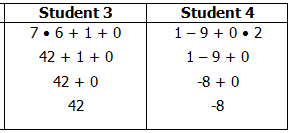 Student 3 Student 4
7 • 6 + 1 + 0 1 – 9 + 0 • 2
42 + 1 + 0 1 – 9 + 0
42 + 0 -8 + 0
42 -8